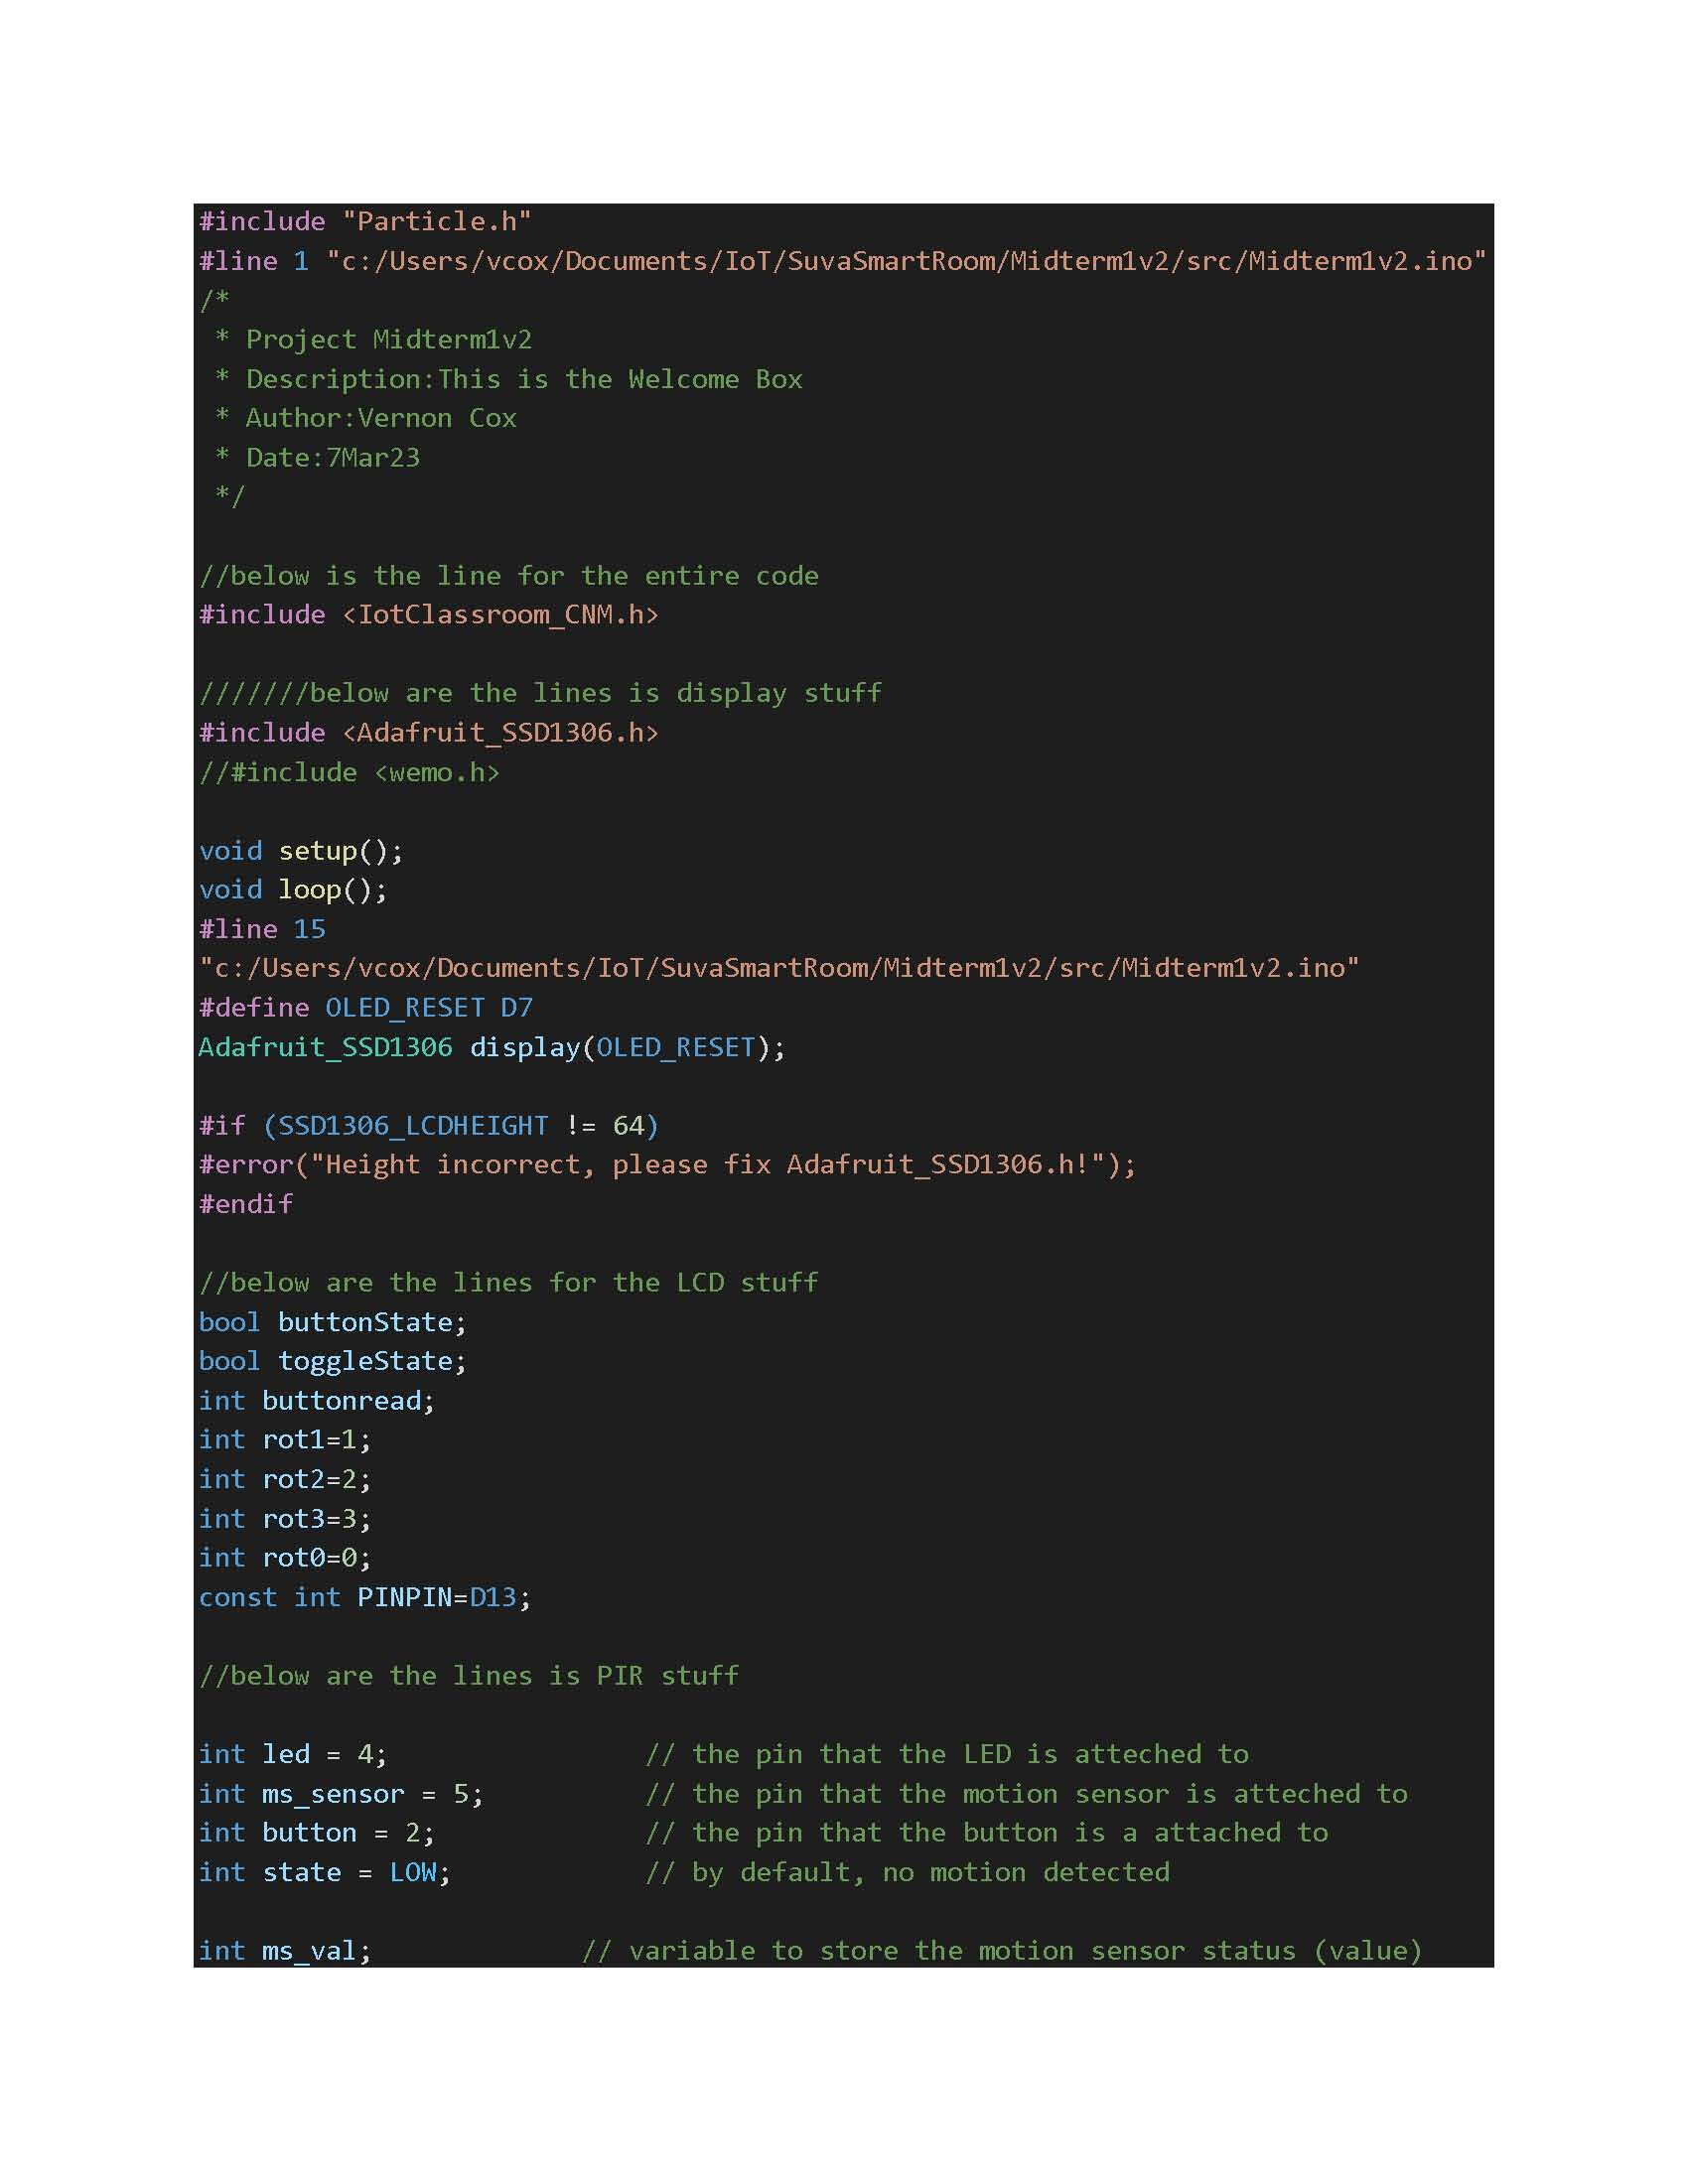 #include "Particle.h"
#line 1 "c:/Users/vcox/Documents/IoT/SuvaSmartRoom/Midterm1v2/src/Midterm1v2.ino"
/*
 * Project Midterm1v2
 * Description:This is the Welcome Box
 * Author:Vernon Cox
 * Date:7Mar23
 */
//below is the line for the entire code
#include <IotClassroom_CNM.h>
///////below are the lines is display stuff
#include <Adafruit_SSD1306.h>
//#include <wemo.h>
void setup();
void loop();
#line 15
"c:/Users/vcox/Documents/IoT/SuvaSmartRoom/Midterm1v2/src/Midterm1v2.ino"
#define OLED_RESET D7
Adafruit_SSD1306 display(OLED_RESET);
#if (SSD1306_LCDHEIGHT != 64)
#error("Height incorrect, please fix Adafruit_SSD1306.h!");
#endif
//below are the lines for the LCD stuff
bool buttonState;
bool toggleState;
int buttonread;
int rot1=1;
int rot2=2;
int rot3=3;
int rot0=0;
const int PINPIN=D13;
//below are the lines is PIR stuff
int led = 4;                // the pin that the LED is atteched to
int ms_sensor = 5;          // the pin that the motion sensor is atteched to
int button = 2;             // the pin that the button is a attached to
int state = LOW;            // by default, no motion detected
int ms_val;             // variable to store the motion sensor status (value)